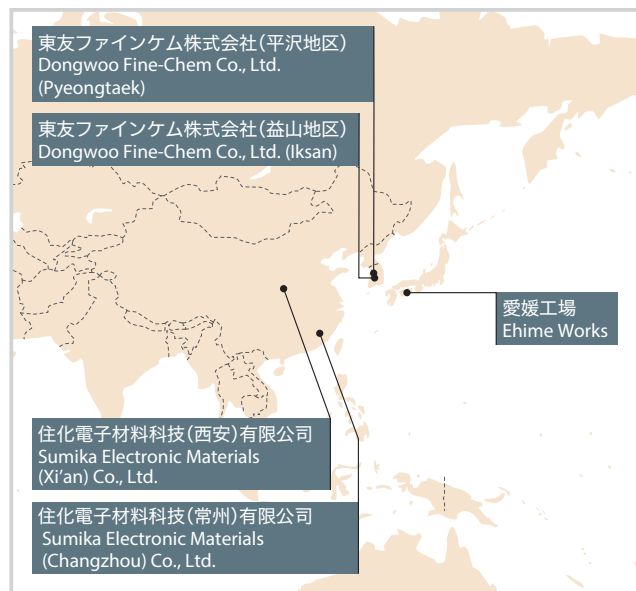 東友ファインケム株式会社（平沢地区）
Dongwoo Fine-Chem Co., Ltd.
(Pyeongtaek)
東友ファインケム株式会社（益山地区）
Dongwoo Fine-Chem Co., Ltd. (Iksan)
愛媛工場
Ehime Works
住化電子材料科技（西安）有限公司
Sumika Electronic Materials
(Xi’an) Co., Ltd.
住化電子材料科技（常州）有限公司
Sumika Electronic Materials
(Changzhou) Co., Ltd.